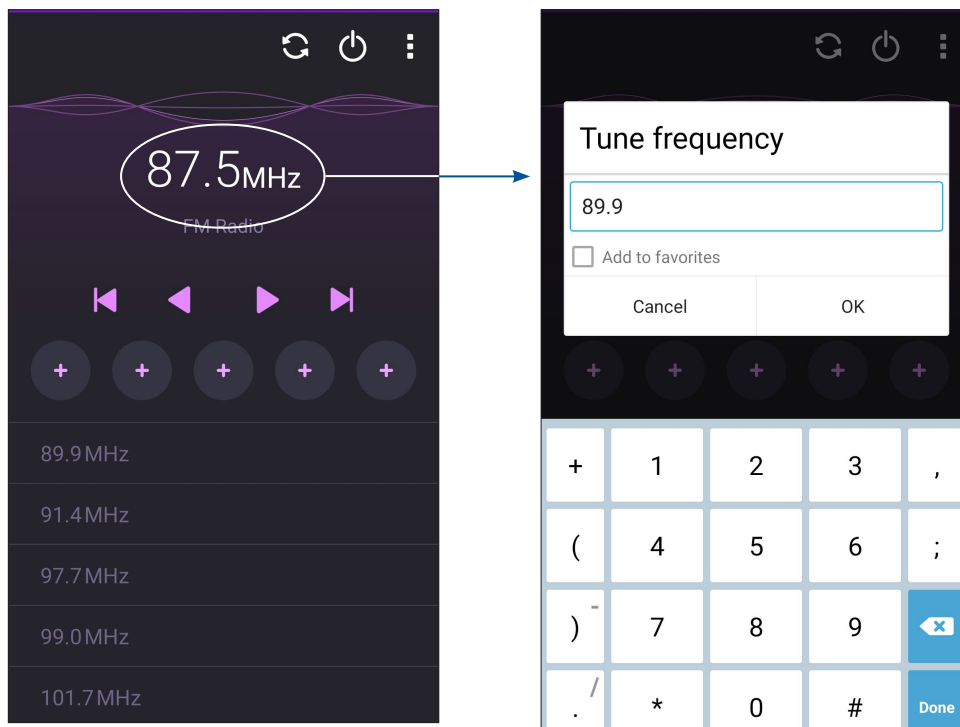 87.5MHz
FM Radio
+ + + + +
89.9MHz
91.4MHz
97.7MHz
99.0MHz
101.7MHz
Tune frequency
89.9
Add to favorites
Cancel OK
+ + + + +
+ 1 2 3 ,
( 4 5 6 ;
) - 7 8 9
. / * 0 # Done